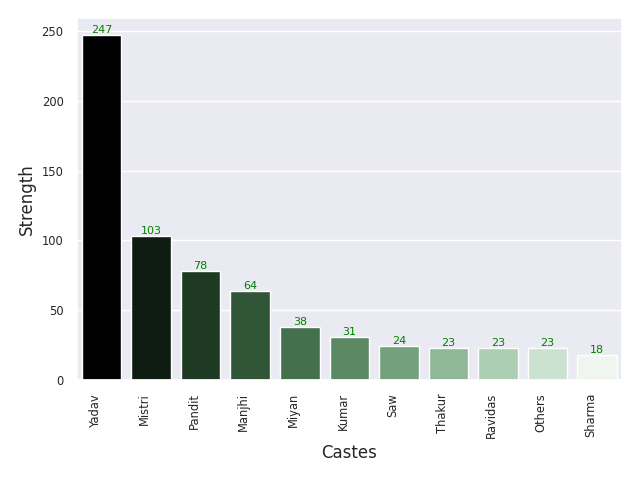 250
200
150
100
50
0
Strength
247
103
78
64
38
31
24
23
23
23
18
Yadav
Mistri
Pandit
Manjhi
Miyan
Kumar
Saw
Thakur
Ravidas
Others
Sharma
Castes